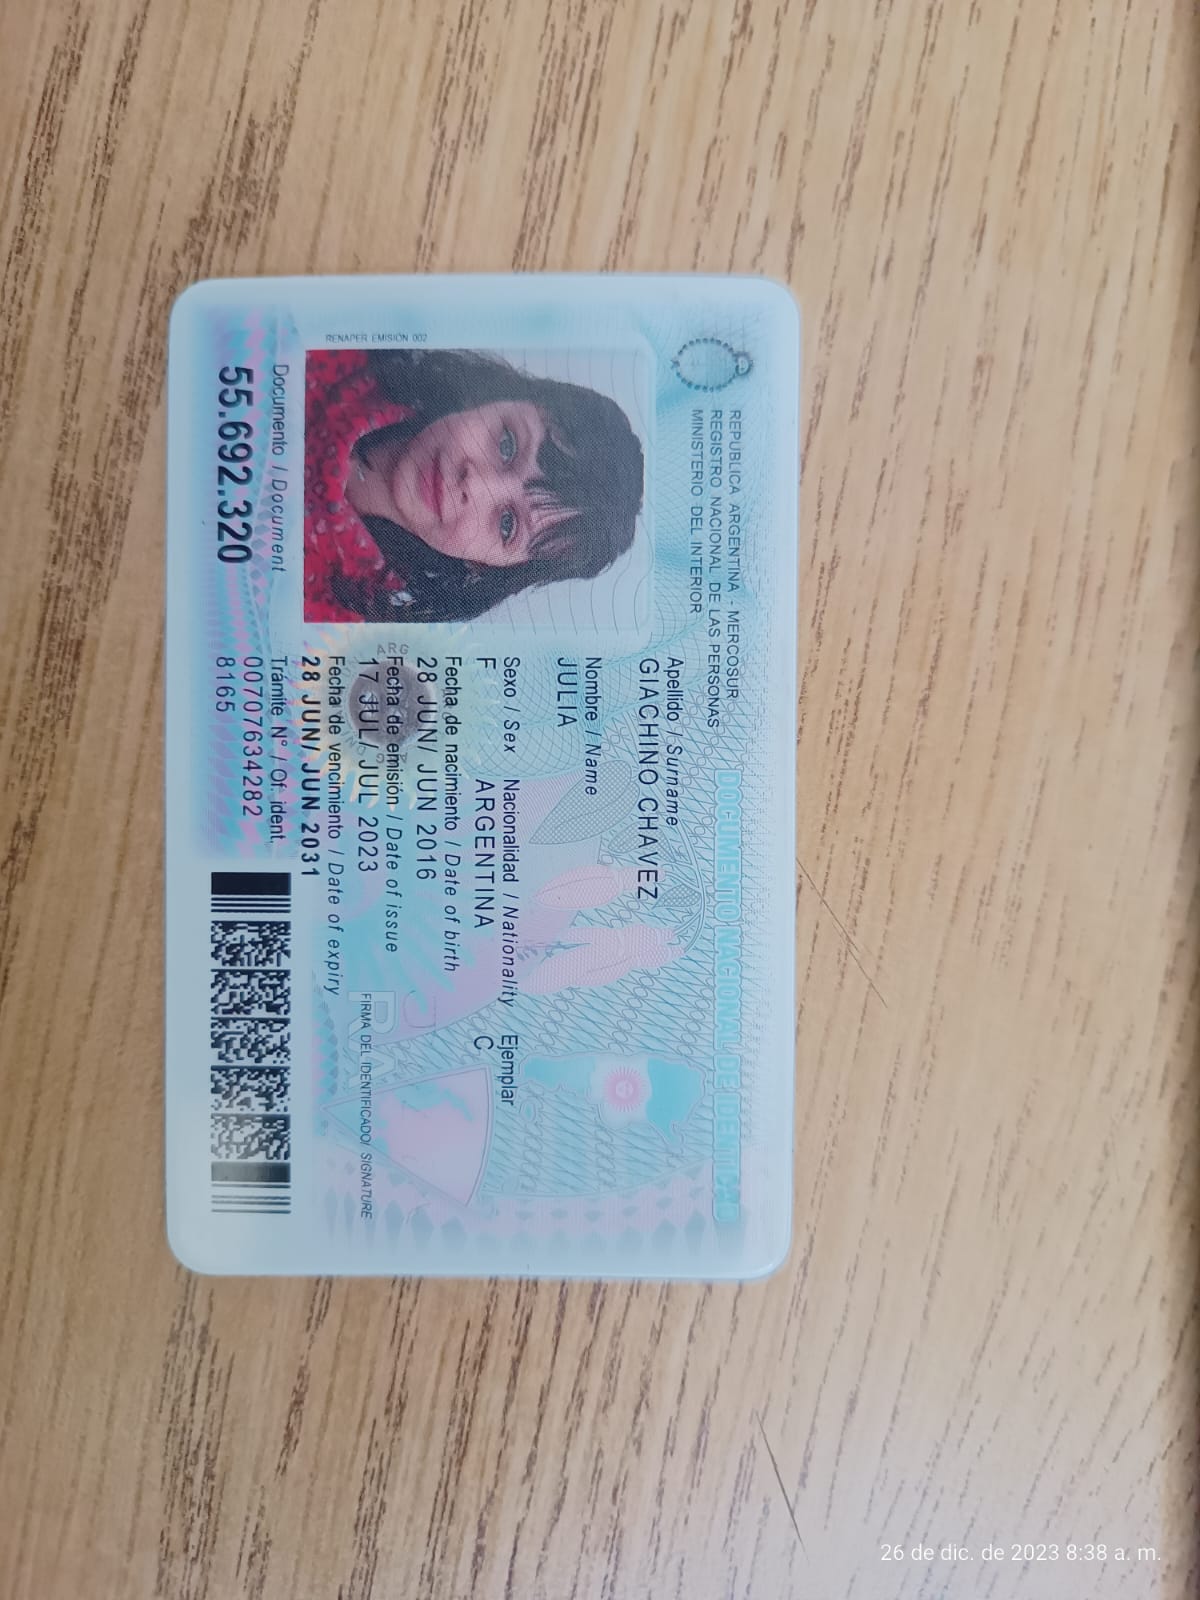 26 de dic. de 2023 8:38 a. m.
REPUBLICA ARGENTINA - MERCOSUR
REGISTRO NACIONAL DE LAS PERSONAS
MINISTERIO DEL INTERIOR
DOCUMENTO NACIONAL DE IDENTIDAD
Apellido / Surname
GIACHINO CHAVEZ
Nombre / Name
JULIA
Sexo / Sex Nacionalidad / Nationality Ejemplar
F ARGENTINA C
Fecha de nacimiento / Date of birth
28 JUN/ JUN 2016
Fecha de emisión / Date of issue
17 JUL/ JUL 2023
FIRMA DEL IDENTIFICADO/ SIGNATURE
Fecha de vencimiento / Date of expiry
28 JUN/ JUN 2031
RENAPER EMISIÓN 002
Documento / Document
55.692.320
Trámite N° / Of. ident.
00707634282
8165
RA
ARG